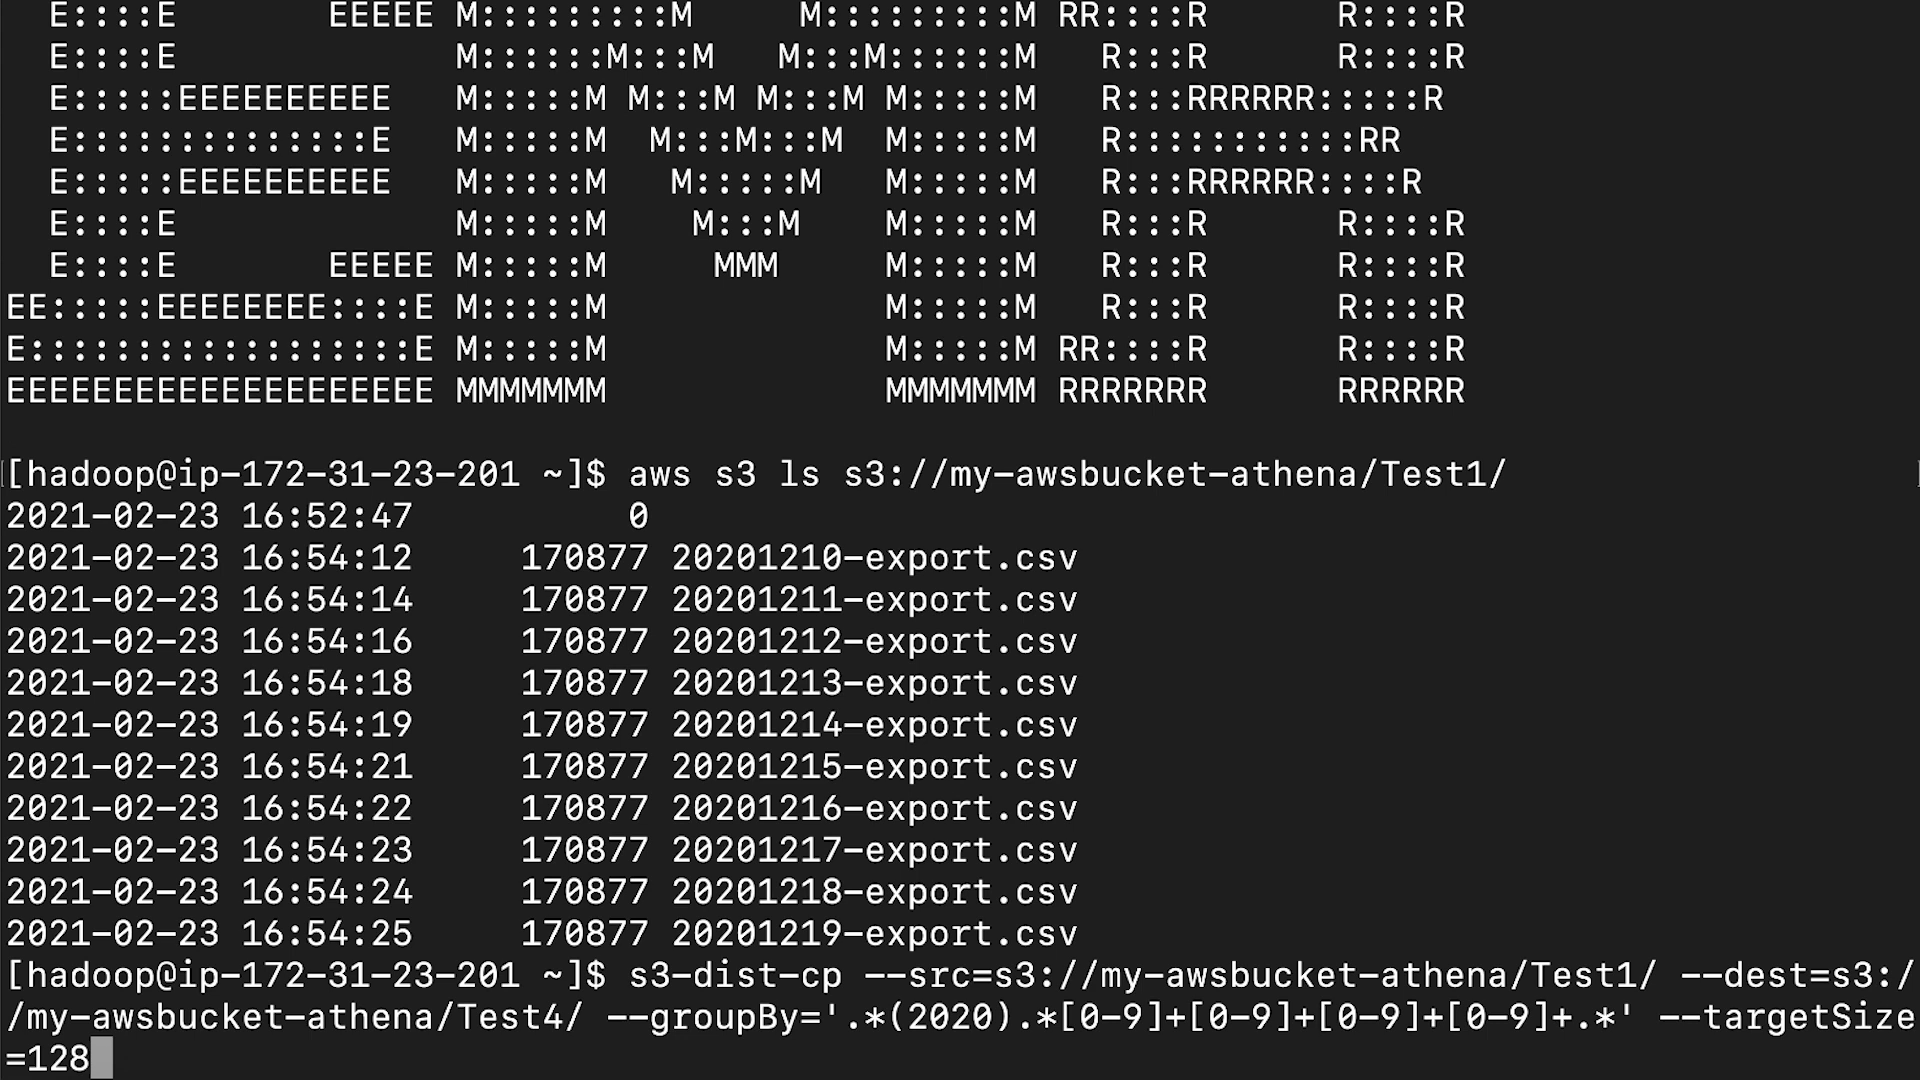 E::::E       EEEEE M:::::::::M     M:::::::::M RR::::R      R::::R
  E::::E             M::::::M:::M   M:::M::::::M   R:::R      R::::R
  E:::::EEEEEEEEEE   M:::::M M:::M M:::M M:::::M   R:::RRRRRR:::::R
  E::::::::::::::E   M:::::M  M:::M:::M  M:::::M   R:::::::::::RR
  E:::::EEEEEEEEEE   M:::::M   M:::::M   M:::::M   R:::RRRRRR::::R
  E::::E             M:::::M    M:::M    M:::::M   R:::R      R::::R
  E::::E       EEEEE M:::::M     MMM     M:::::M   R:::R      R::::R
EE:::::EEEEEEEE::::E M:::::M             M:::::M   R:::R      R::::R
E::::::::::::::::::E M:::::M             M:::::M RR::::R      R::::R
EEEEEEEEEEEEEEEEEEEE MMMMMMM             MMMMMMM RRRRRRR      RRRRRR
[hadoop@ip-172-31-23-201 ~]$ aws s3 ls s3://my-awsbucket-athena/Test1/
2021-02-23 16:52:47          0
2021-02-23 16:54:12     170877 20201210-export.csv
2021-02-23 16:54:14     170877 20201211-export.csv
2021-02-23 16:54:16     170877 20201212-export.csv
2021-02-23 16:54:18     170877 20201213-export.csv
2021-02-23 16:54:19     170877 20201214-export.csv
2021-02-23 16:54:21     170877 20201215-export.csv
2021-02-23 16:54:22     170877 20201216-export.csv
2021-02-23 16:54:23     170877 20201217-export.csv
2021-02-23 16:54:24     170877 20201218-export.csv
2021-02-23 16:54:25     170877 20201219-export.csv
[hadoop@ip-172-31-23-201 ~]$ s3-dist-cp --src=s3://my-awsbucket-athena/Test1/ --dest=s3:/
/my-awsbucket-athena/Test4/ --groupBy='.*(2020).*[0-9]+[0-9]+[0-9]+[0-9]+.*' --targetSize
=128